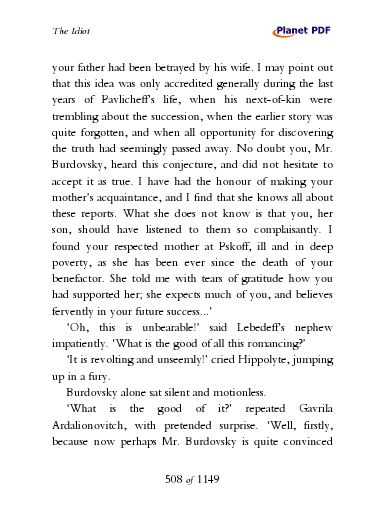 The Idiot
Planet PDF
your father had been betrayed by his wife. I may point out
that this idea was only accredited generally during the last
years of Pavlicheff's life, when his next-of-kin were
trembling about the succession, when the earlier story was
quite forgotten, and when all opportunity for discovering
the truth had seemingly passed away. No doubt you, Mr.
Burdovsky, heard this conjecture, and did not hesitate to
accept it as true. I have had the honour of making your
mother's acquaintance, and I find that she knows all about
these reports. What she does not know is that you, her
son, should have listened to them so complaisantly. I
found your respected mother at Pskoff, ill and in deep
poverty, as she has been ever since the death of your
benefactor. She told me with tears of gratitude how you
had supported her; she expects much of you, and believes
fervently in your future success...'
'Oh, this is unbearable!' said Lebedeff's nephew
impatiently. 'What is the good of all this romancing?'
'It is revolting and unseemly!' cried Hippolyte, jumping
up in a fury.
Burdovsky alone sat silent and motionless.
'What is the good of it?' repeated Gavrila
Ardalionovitch, with pretended surprise. 'Well, firstly,
because now perhaps Mr. Burdovsky is quite convinced
508 of 1149